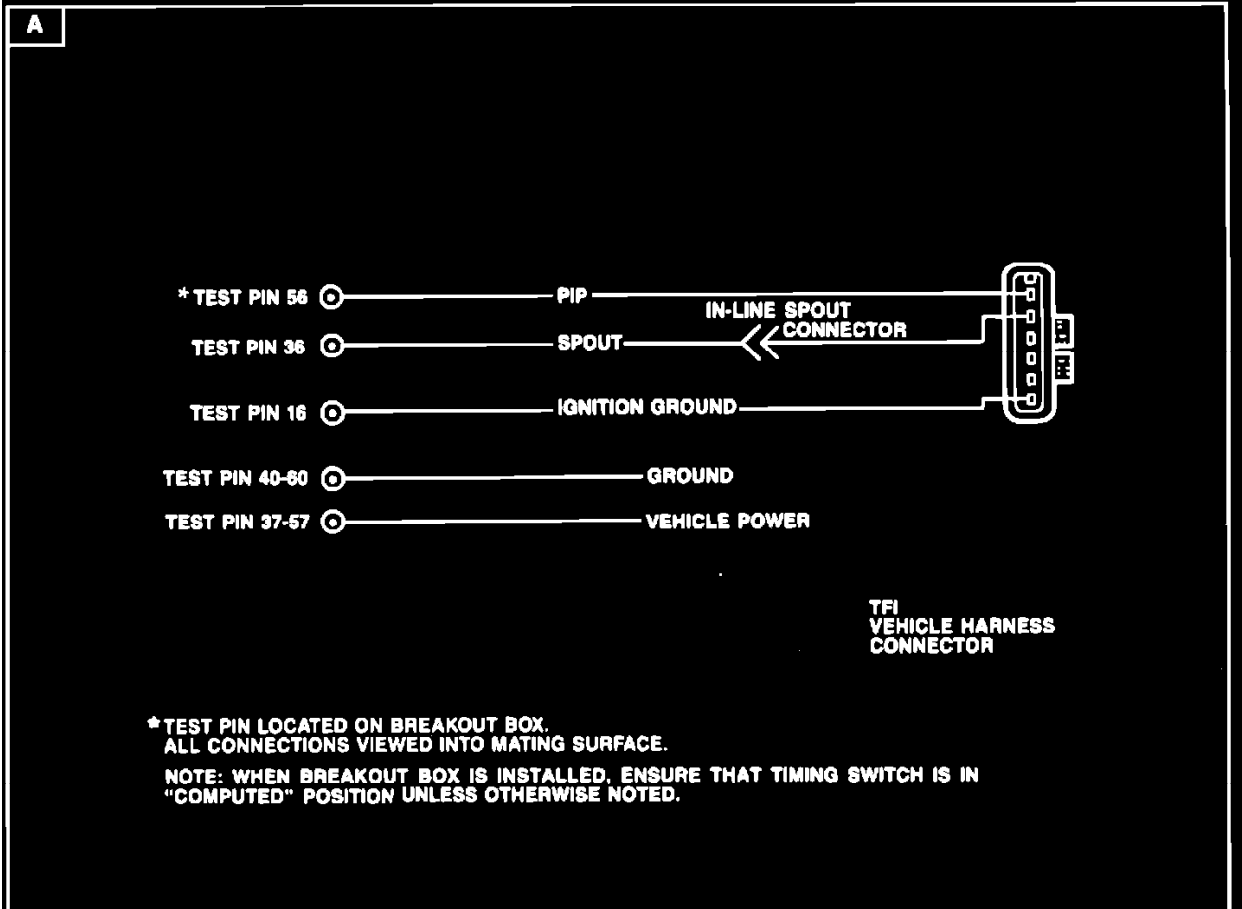 A
* TEST PIN 56
PIP
IN-LINE SPOUT
CONNECTOR
TEST PIN 36
SPOUT
TEST PIN 16
IGNITION GROUND
TEST PIN 40-60
GROUND
TEST PIN 37-57
VEHICLE POWER
TFI
VEHICLE HARNESS
CONNECTOR
* TEST PIN LOCATED ON BREAKOUT BOX.
ALL CONNECTIONS VIEWED INTO MATING SURFACE.
NOTE: WHEN BREAKOUT BOX IS INSTALLED, ENSURE THAT TIMING SWITCH IS IN
"COMPUTED" POSITION UNLESS OTHERWISE NOTED.